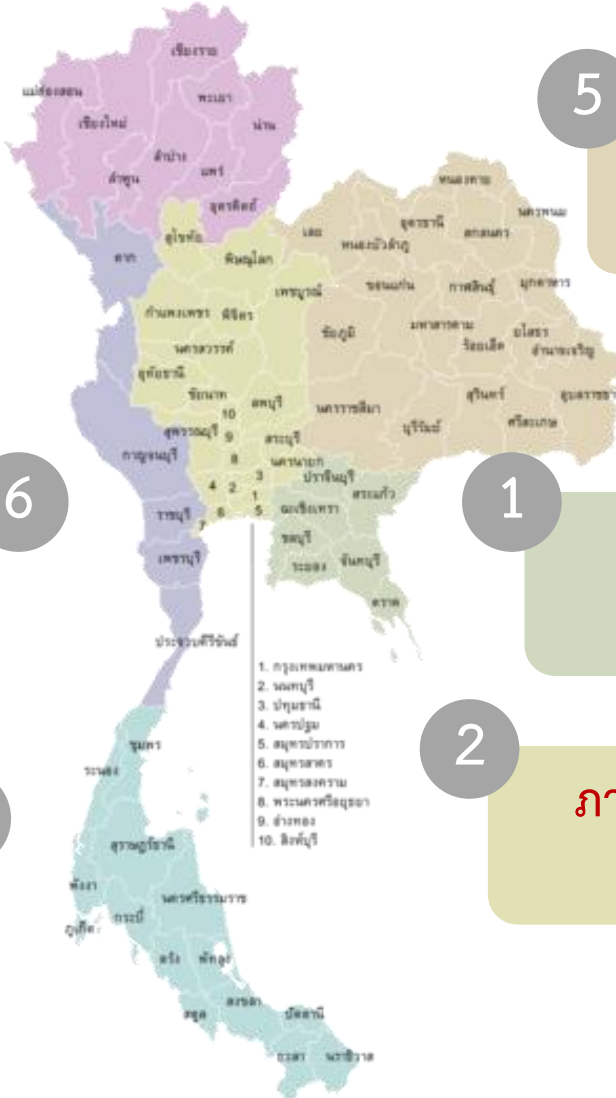 เชียงราย
แม่ฮ่องสอน
พะเยา
เชียงใหม่
น่าน
ลำปาง
แพร่
ลำพูน
อุตรดิตถ์
5
หนองคาย
นครพนม
เลย
อุดรธานี
สกลนคร
หนองบัวลำภู
ตาก
สุโขทัย
พิษณุโลก
เพชรบูรณ์
ขอนแก่น
กาฬสินธุ์
มุกดาหาร
กำแพงเพชร
พิจิตร
ชัยภูมิ
มหาสารคาม
ยโสธร
ร้อยเอ็ด
อำนาจเจริญ
นครสวรรค์
อุทัยธานี
ชัยนาท
ลพบุรี
นครราชสีมา
สุรินทร์
บุรีรัมย์
ศรีสะเกษ
10
สุพรรณบุรี
9
สระบุรี
กาญจนบุรี
8
นครนายก
ปราจีนบุรี
สระแก้ว
3
4
2
1
6
5
7
ราชบุรี
ฉะเชิงเทรา
ชลบุรี
ระยอง
จันทบุรี
ตราด
เพชรบุรี
ประจวบคีรีขันธ์
6
1
1. กรุงเทพมหานคร
2. นนทบุรี
3. ปทุมธานี
4. นครปฐม
5. สมุทรปราการ
6. สมุทรสาคร
7. สมุทรสงคราม
8. พระนครศรีอยุธยา
9. อ่างทอง
10. สิงห์บุรี
2
ชุมพร
ระนอง
สุราษฎร์ธานี
พังงา
นครศรีธรรมราช
ภูเก็ต
กระบี่
ตรัง
พัทลุง
สงขลา
สตูล
ปัตตานี
ยะลา
นราธิวาส